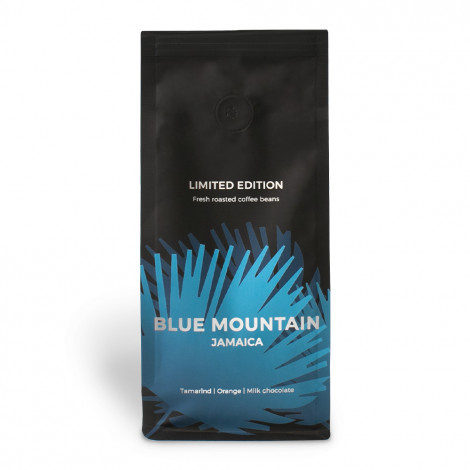 LIMITED EDITION
Fresh roasted coffee beans
BLUE MOUNTAIN
JAMAICA
Tamarind | Orange | Milk chocolate